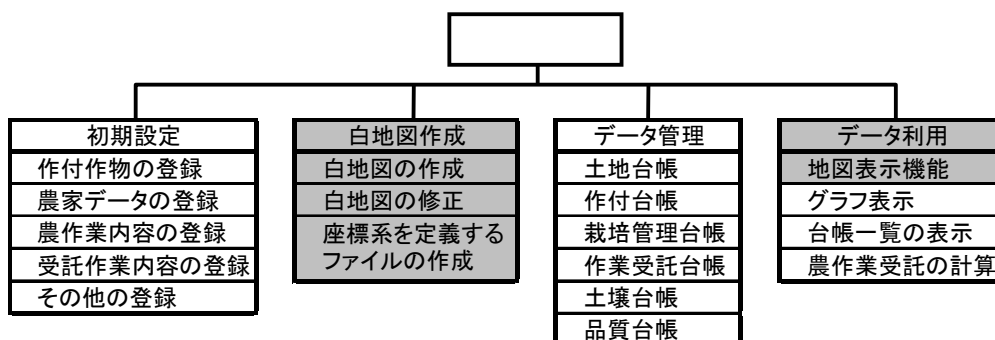 初期設定
作付作物の登録
農家データの登録
農作業内容の登録
受託作業内容の登録
その他の登録
白地図作成
白地図の作成
白地図の修正
座標系を定義する
ファイルの作成
データ管理
土地台帳
作付台帳
栽培管理台帳
作業受託台帳
土壌台帳
品質台帳
データ利用
地図表示機能
グラフ表示
台帳一覧の表示
農作業受託の計算